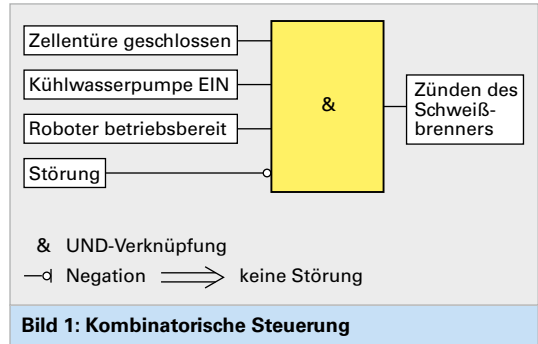 Zellentüre geschlossen
Kühlwasserpumpe EIN
Roboter betriebsbereit
Störung
&
Zünden des
Schweiß-
brenners
& UND-Verknüpfung
Negation keine Störung
Bild 1: Kombinatorische Steuerung